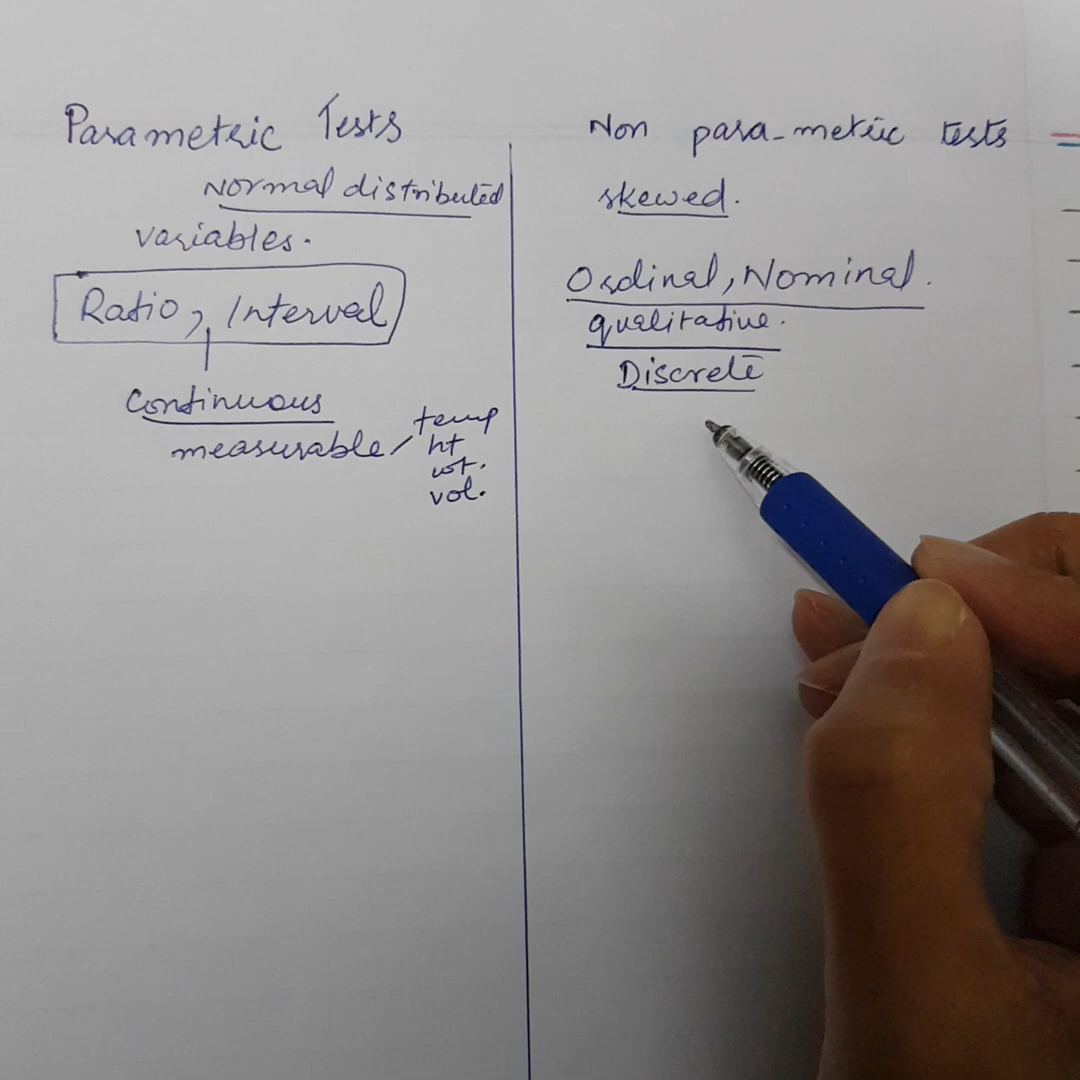 Parametric Tests
Normal distributed
variables.
Ratio, Interval
Continuous
measurable
temp
ht
wt.
vol.
Non para-metric tests
skewed.
Ordinal, Nominal.
qualitative.
Discrete